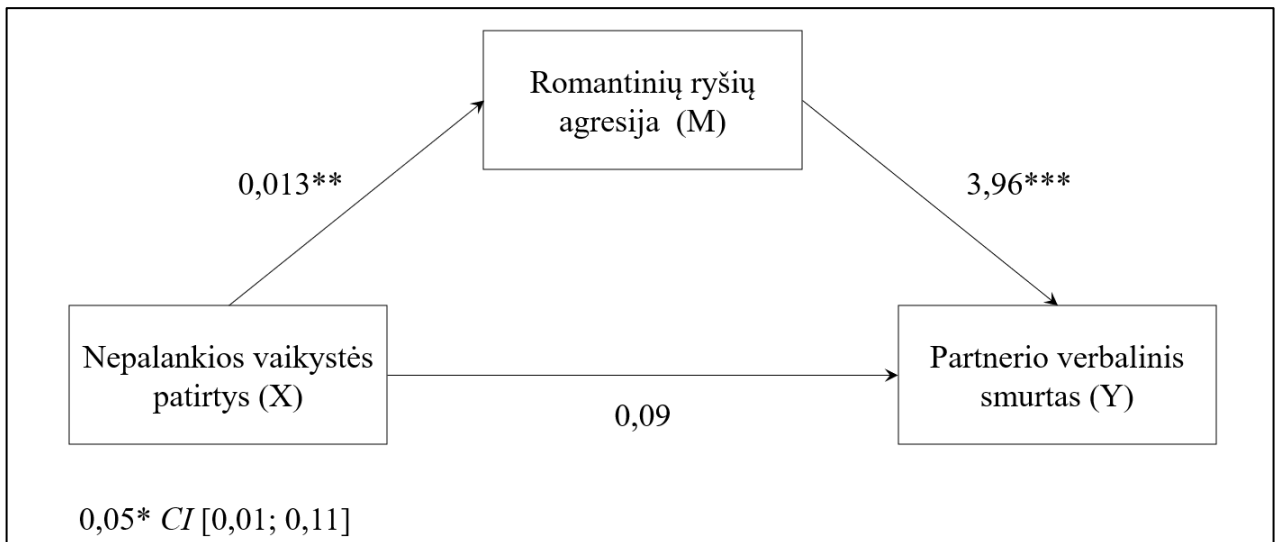 Romantinių ryšių
agresija (M)
0,013**
3,96***
Nepalankios vaikystės
patirtys (X)
Partnerio verbalinis
smurtas (Y)
0,09
0,05* CI [0,01; 0,11]